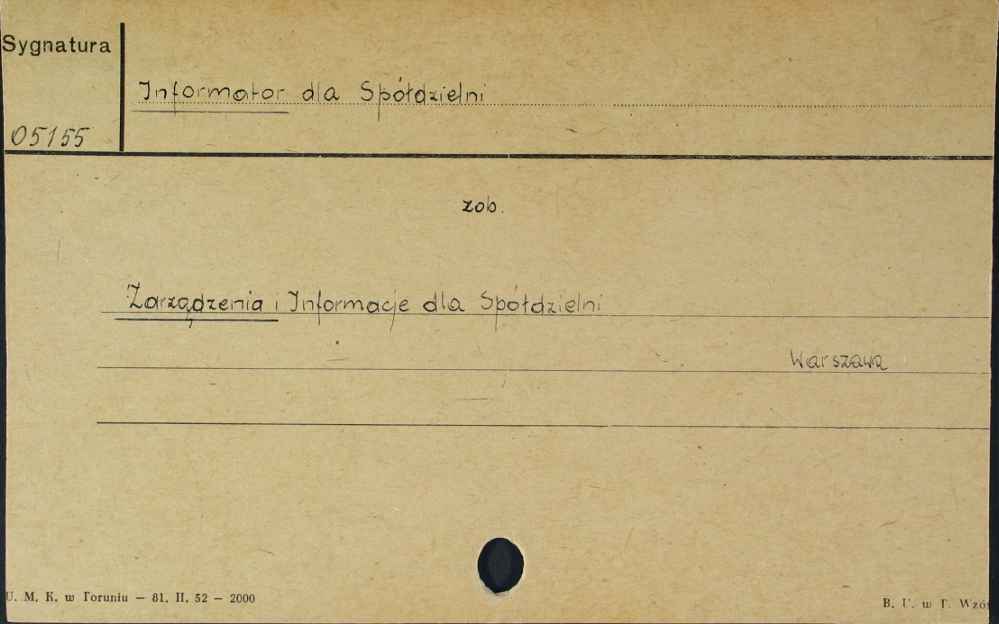 Sygnatura
Informator dla Spółdzielni
05155
zob.
Zarządzenia i Informacje dla Spółdzielni
Warszawa
U. M. K. w Toruniu — 81. II. 52 — 2000
B. U. w T. Wzór